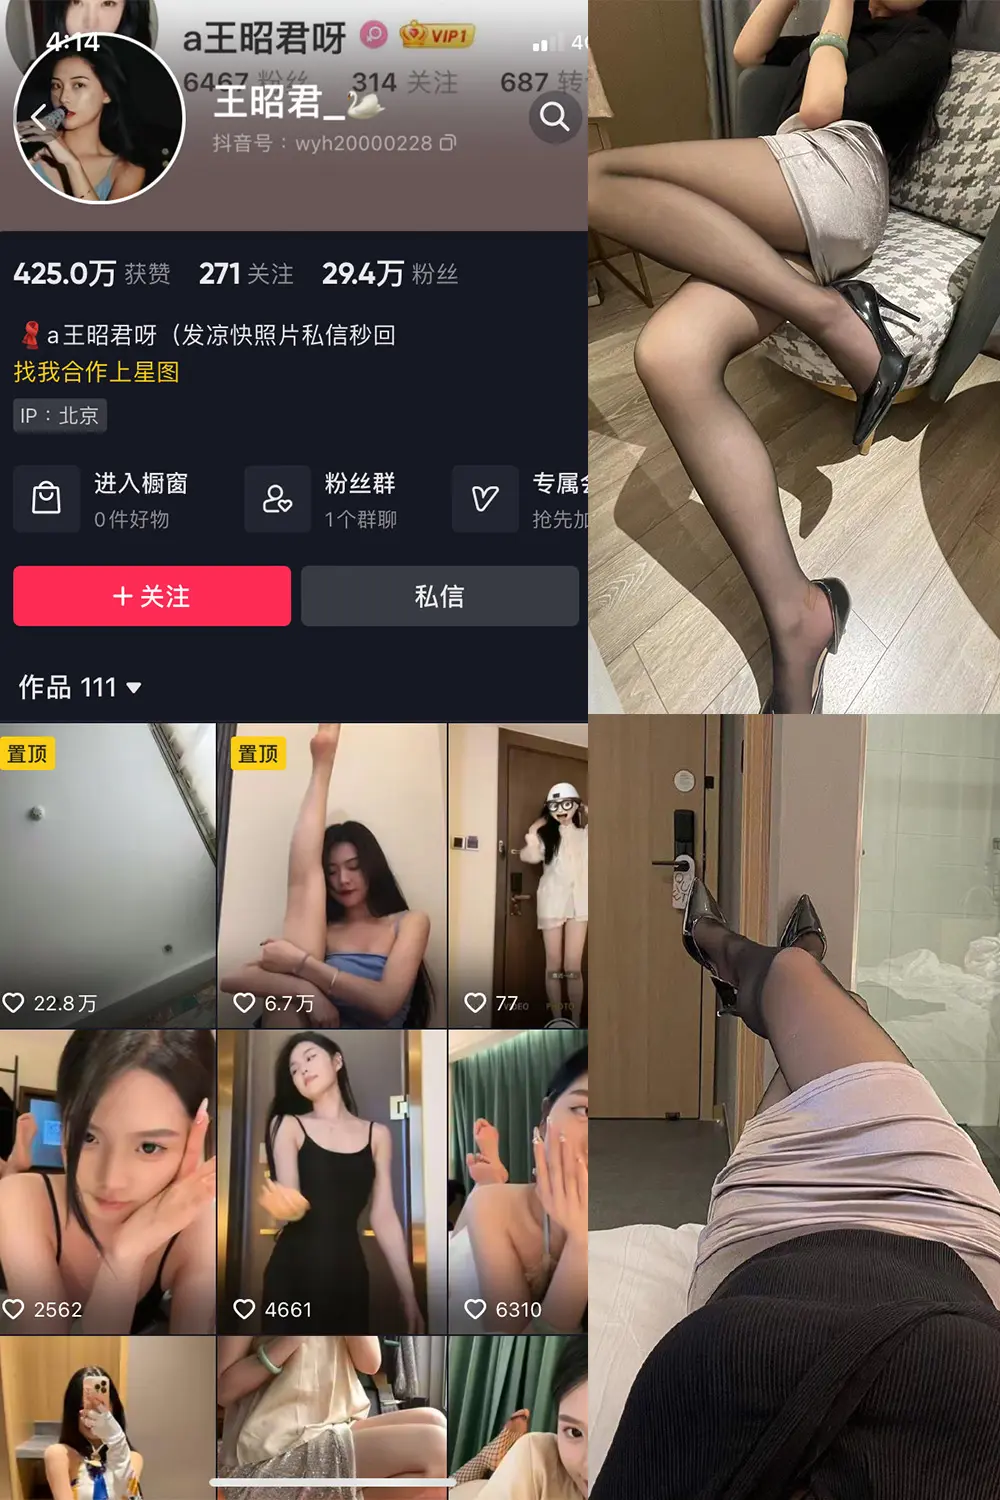 4:14
a王昭君呀
VIP1
6467 粉丝 314 关注 687
王昭君_
抖音号：wyh20000228
425.0万 获赞 271 关注 29.4万 粉丝
a王昭君呀（发凉快照片私信秒回
找我合作上星图
IP：北京
进入橱窗
0件好物
粉丝群
1个群聊
专属
抢先
+ 关注
私信
作品 111
置顶
置顶
22.8万
6.7万
77
PHOTO
2562
4661
6310